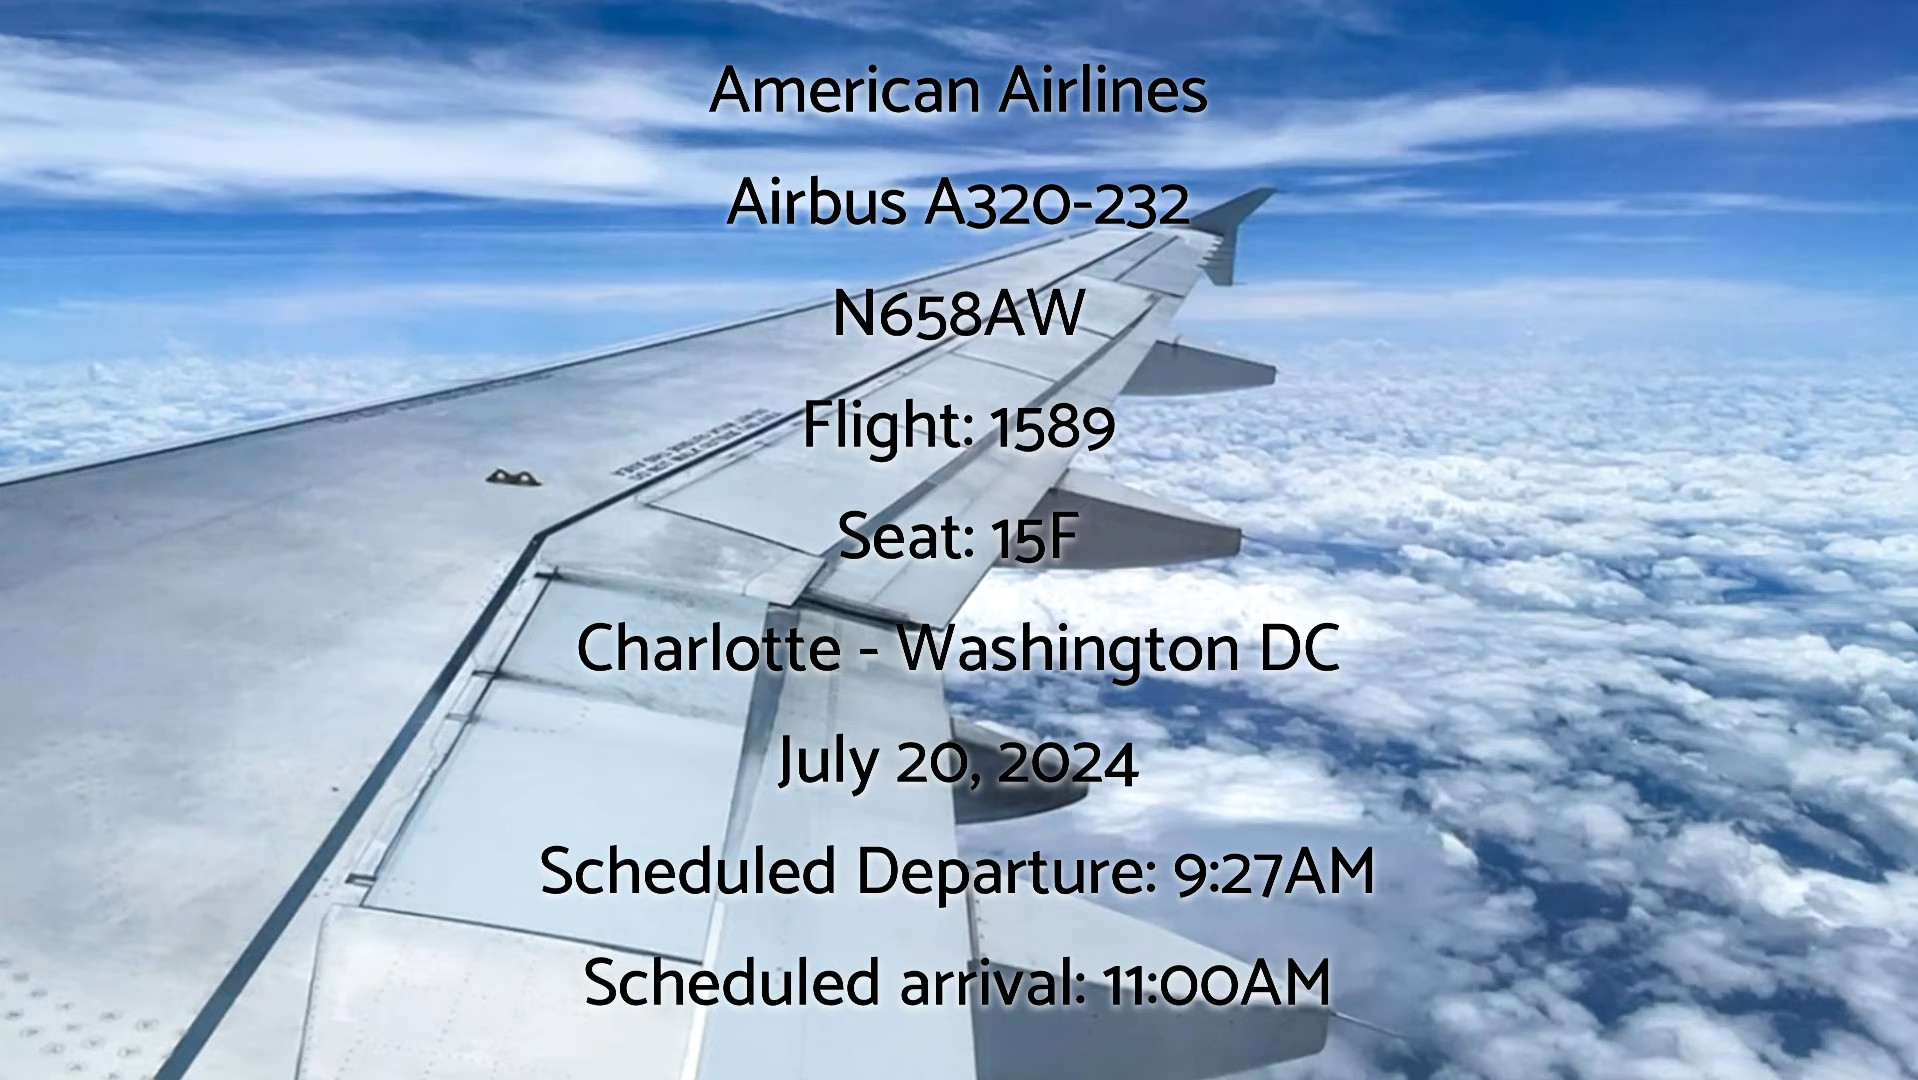 American Airlines
Airbus A320-232
N658AW
Flight: 1589
Seat: 15F
Charlotte - Washington DC
July 20, 2024
Scheduled Departure: 9:27AM
Scheduled arrival: 11:00AM